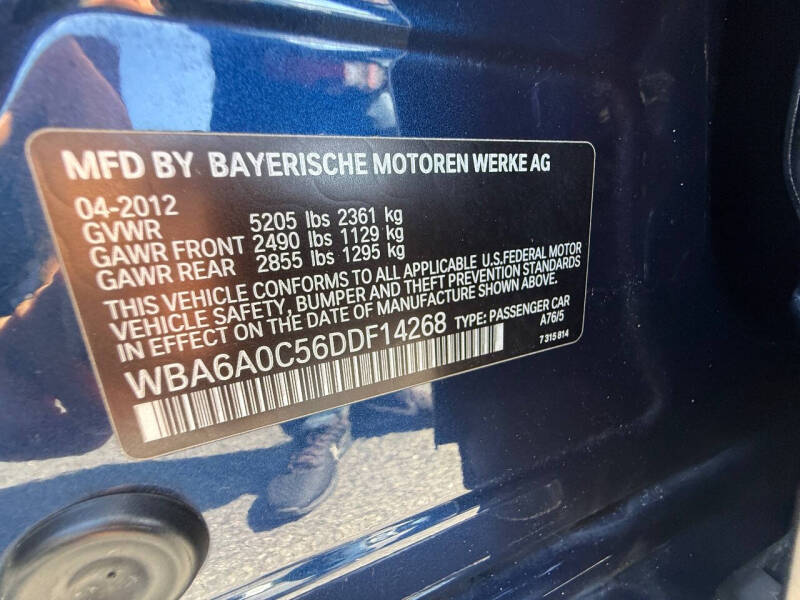 MFD BY BAYERISCHE MOTOREN WERKE AG
04-2012
GVWR 5205 lbs 2361 kg
GAWR FRONT 2490 lbs 1129 kg
GAWR REAR 2855 lbs 1295 kg
THIS VEHICLE CONFORMS TO ALL APPLICABLE U.S.FEDERAL MOTOR
VEHICLE SAFETY, BUMPER AND THEFT PREVENTION STANDARDS
IN EFFECT ON THE DATE OF MANUFACTURE SHOWN ABOVE.
WBA6A0C56DDF14268 TYPE: PASSENGER CAR
A76/5
7 315 814